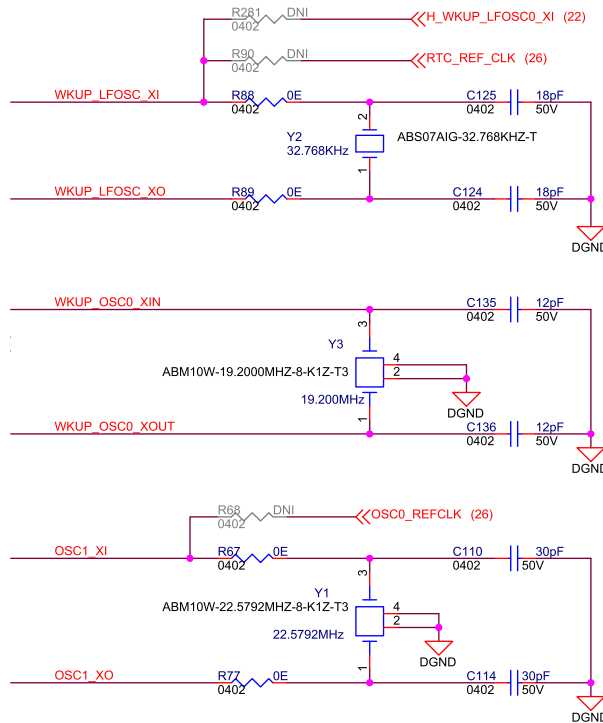 R281 DNI
0402
H_WKUP_LFOSC0_XI (22)
R90 DNI
0402
RTC_REF_CLK (26)
WKUP_LFOSC_XI
R88 0E
0402
C125 18pF
0402 50V
2
Y2
32.768KHz
ABS07AIG-32.768KHZ-T
1
WKUP_LFOSC_XO
R89 0E
0402
C124 18pF
0402 50V
DGND
WKUP_OSC0_XIN
C135 12pF
0402 50V
3
Y3
4
ABM10W-19.2000MHZ-8-K1Z-T3
2
19.200MHz
DGND
1
WKUP_OSC0_XOUT
C136 12pF
0402 50V
DGND
R68 DNI
0402
OSC0_REFCLK (26)
OSC1_XI
R67 0E
0402
C110 30pF
0402 50V
3
Y1
ABM10W-22.5792MHZ-8-K1Z-T3
4
2
22.5792MHz
DGND
1
OSC1_XO
R77 0E
0402
C114 30pF
0402 50V
DGND